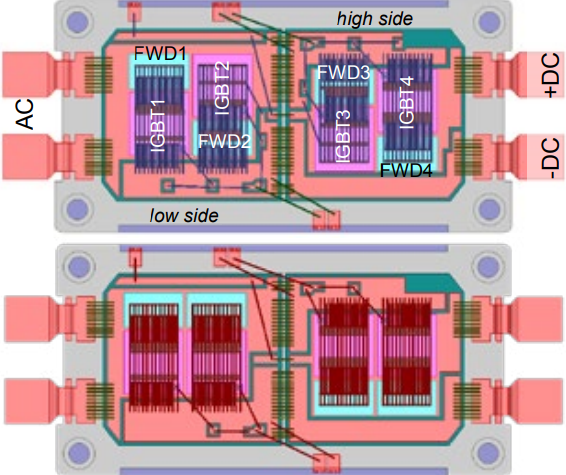 high side
FWD1
IGBT1
IGBT2
FWD2
FWD3
IGBT3
IGBT4
FWD4
AC
+DC
-DC
low side